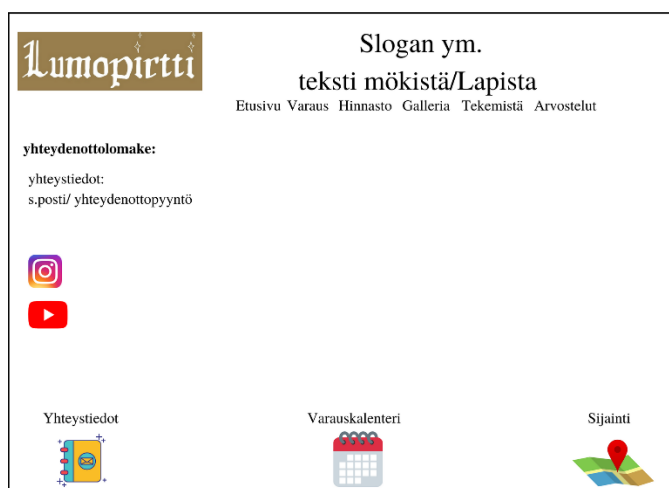 Lumopirtti
Slogan ym.
teksti mökistä/Lapista
Etusivu Varaus Hinnasto Galleria Tekemistä Arvostelut
yhteydenottolomake:
yhteystiedot:
s.posti/ yhteydenottopyyntö
Yhteystiedot
Varauskalenteri
Sijainti